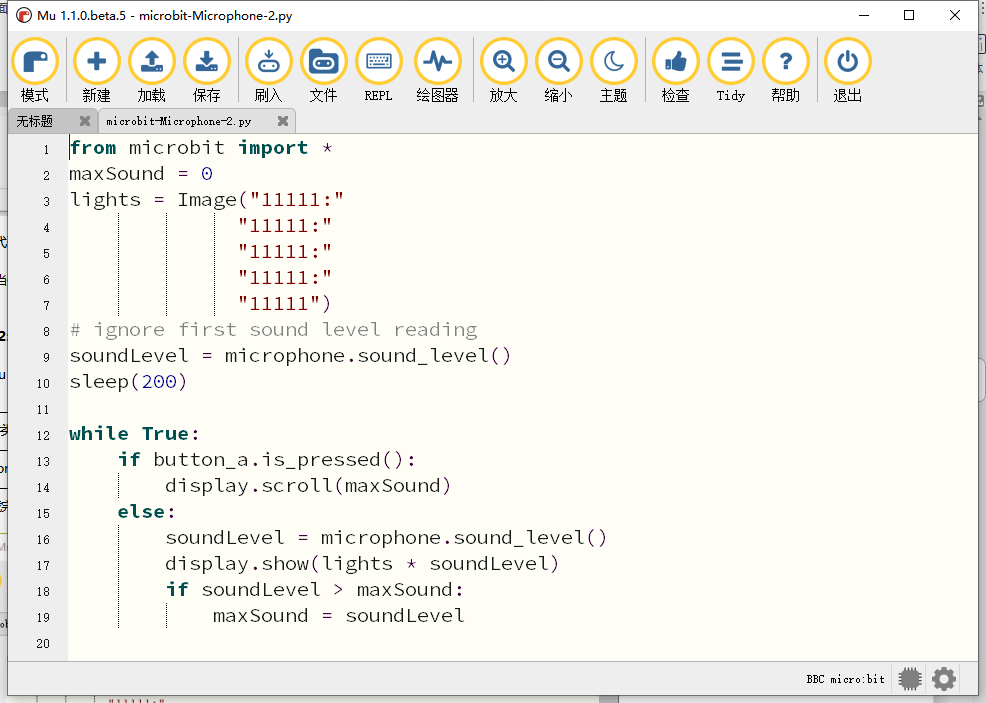 Mu 1.1.0.beta.5 - microbit-Microphone-2.py
模式 新建 加载 保存 刷入 文件 REPL 绘图器 放大 缩小 主题 检查 Tidy 帮助 退出
无标题 microbit-Microphone-2.py
1 from microbit import *
2 maxSound = 0
3 lights = Image("11111:"
4 "11111:"
5 "11111:"
6 "11111:"
7 "11111")
8 # ignore first sound level reading
9 soundLevel = microphone.sound_level()
10 sleep(200)
11
12 while True:
13 if button_a.is_pressed():
14 display.scroll(maxSound)
15 else:
16 soundLevel = microphone.sound_level()
17 display.show(lights * soundLevel)
18 if soundLevel > maxSound:
19 maxSound = soundLevel
20
BBC micro:bit